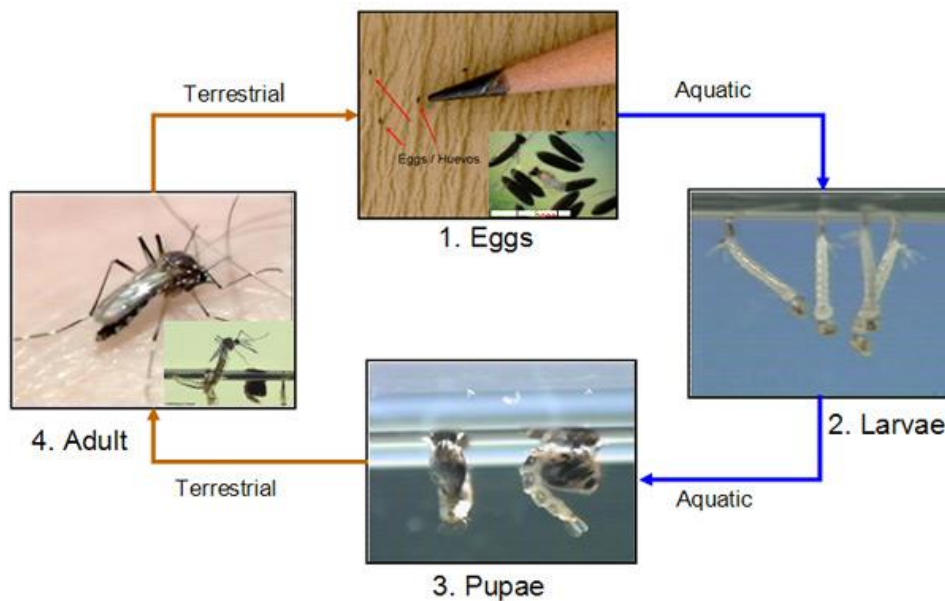 Terrestrial
Aquatic
Eggs / Huevos
1. Eggs
2. Larvae
4. Adult
Terrestrial
Aquatic
3. Pupae